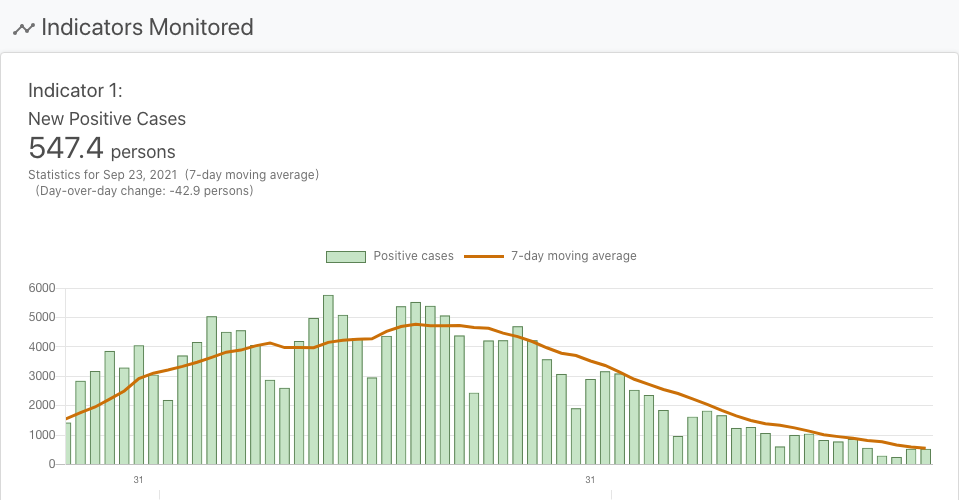 Indicators Monitored
Indicator 1:
New Positive Cases
547.4 persons
Statistics for Sep 23, 2021 (7-day moving average)
(Day-over-day change: -42.9 persons)
Positive cases 7-day moving average
6000
5000
4000
3000
2000
1000
0
31 31